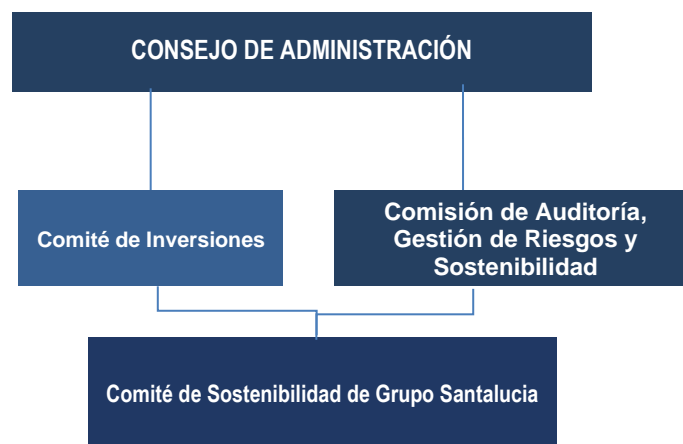 CONSEJO DE ADMINISTRACIÓN
Comité de Inversiones
Comisión de Auditoría,
Gestión de Riesgos y
Sostenibilidad
Comité de Sostenibilidad de Grupo Santalucia